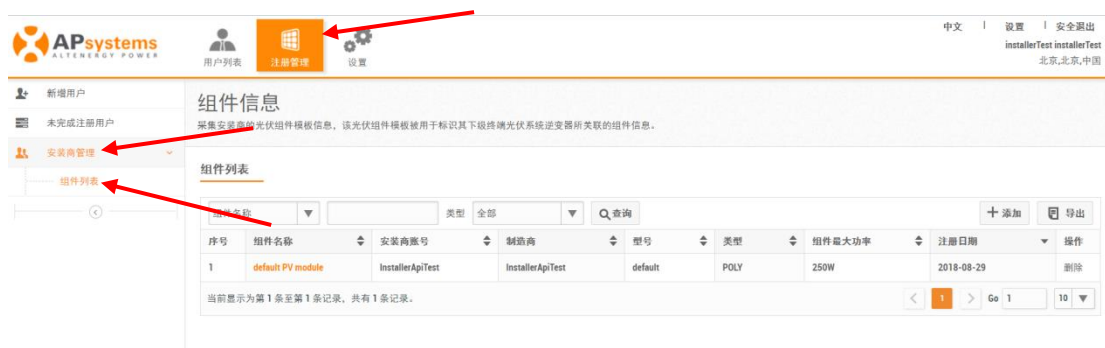 APsystems
ALTENERGY POWER
用户列表
注册管理
设置
中文 | 设置 | 安全退出
installerTest installerTest
北京,北京,中国
新增用户
未完成注册用户
安装商管理
组件列表
组件信息
采集安装商的光伏组件模板信息，该光伏组件模板被用于标识其下级终端光伏系统逆变器所关联的组件信息。
组件列表
组件名称 类型 全部 查询 添加 导出
序号 组件名称 安装商账号 制造商 型号 类型 组件最大功率 注册日期 操作
1 default PV module InstallerApiTest InstallerApiTest default POLY 250W 2018-08-29 删除
当前显示为第 1 条至第 1 条记录，共有 1 条记录。 < 1 > Go 1 10